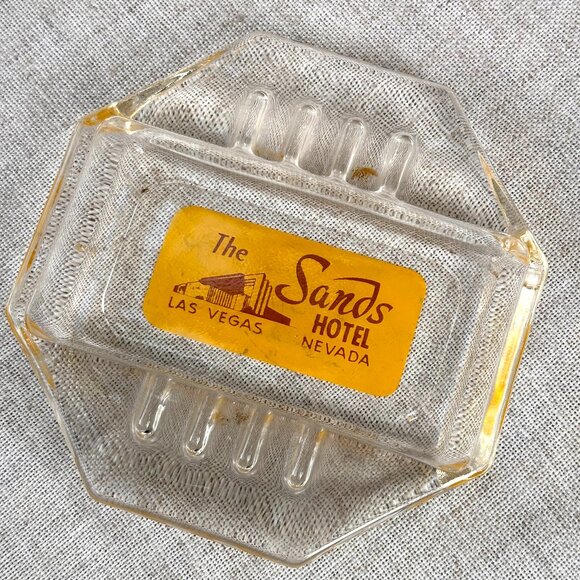 The Sands
HOTEL
LAS VEGAS NEVADA